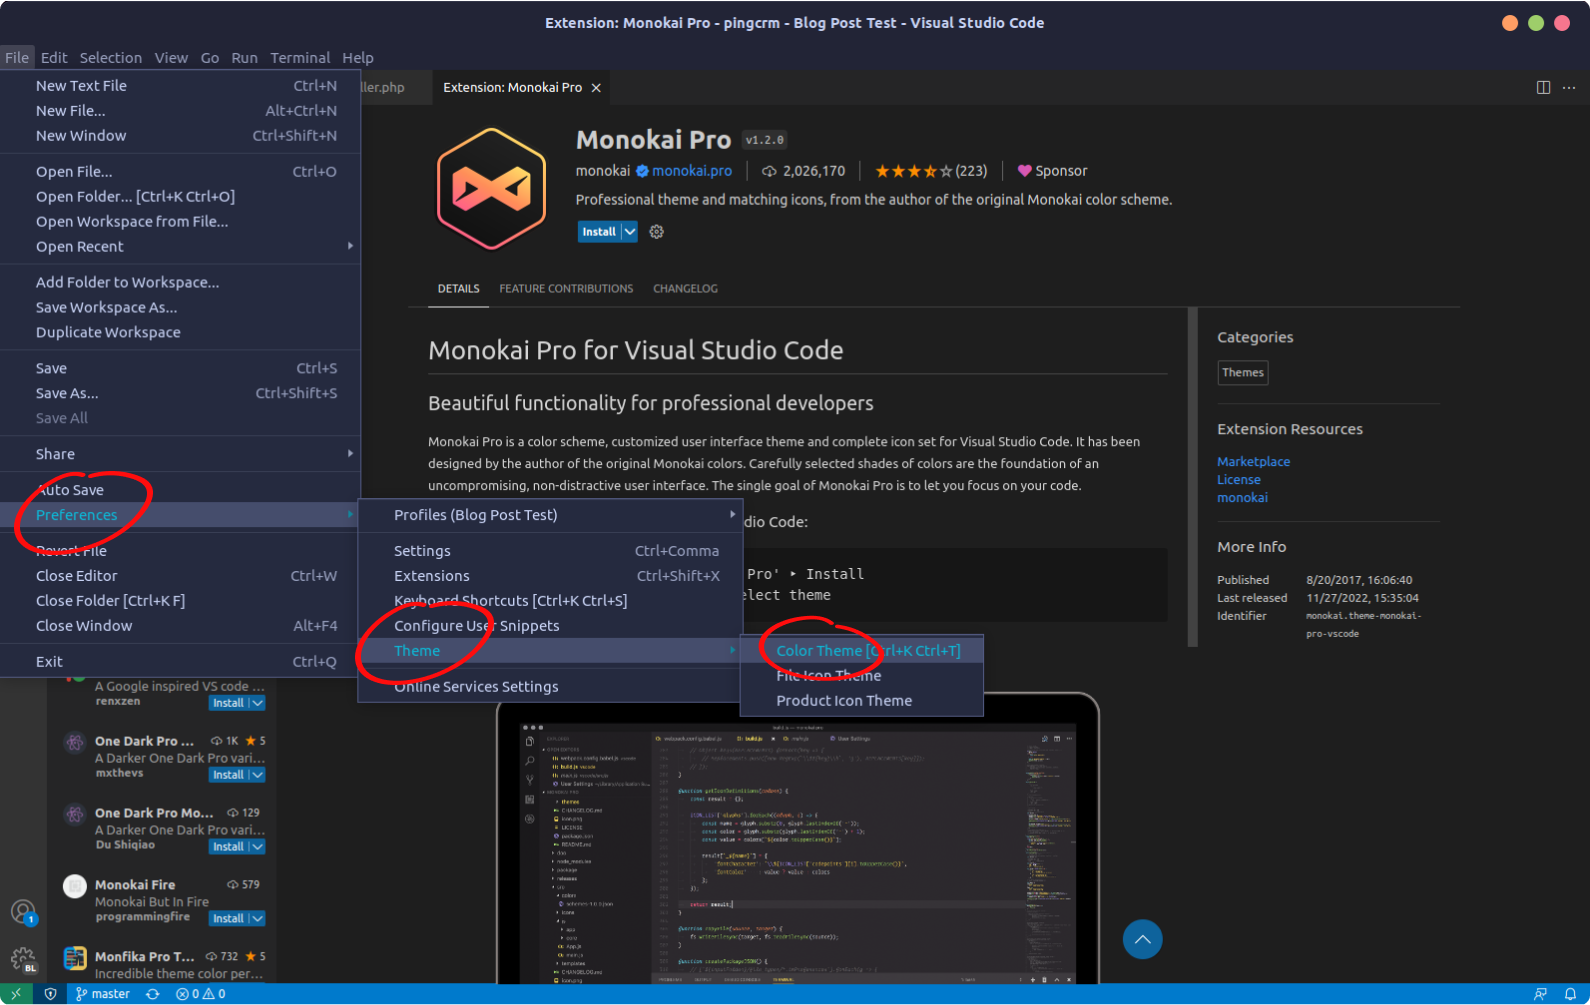 Extension: Monokai Pro - pingcrm - Blog Post Test - Visual Studio Code
File Edit Selection View Go Run Terminal Help
New Text File Ctrl+N
New File... Alt+Ctrl+N
New Window Ctrl+Shift+N
Open File... Ctrl+O
Open Folder... [Ctrl+K Ctrl+O]
Open Workspace from File...
Open Recent
Add Folder to Workspace...
Save Workspace As...
Duplicate Workspace
Save Ctrl+S
Save As... Ctrl+Shift+S
Save All
Share
Auto Save
Preferences
Revert File
Close Editor Ctrl+W
Close Folder [Ctrl+K F]
Close Window Alt+F4
Exit Ctrl+Q
Profiles (Blog Post Test)
Settings Ctrl+Comma
Extensions Ctrl+Shift+X
Keyboard Shortcuts [Ctrl+K Ctrl+S]
Configure User Snippets
Theme
Online Services Settings
Color Theme [Ctrl+K Ctrl+T]
File Icon Theme
Product Icon Theme
ller.php
Extension: Monokai Pro
Monokai Pro v1.2.0
monokai monokai.pro 2,026,170 (223) Sponsor
Professional theme and matching icons, from the author of the original Monokai color scheme.
Install
DETAILS FEATURE CONTRIBUTIONS CHANGELOG
Monokai Pro for Visual Studio Code
Beautiful functionality for professional developers
Monokai Pro is a color scheme, customized user interface theme and complete icon set for Visual Studio Code. It has been
designed by the author of the original Monokai colors. Carefully selected shades of colors are the foundation of an
uncompromising, non-distractive user interface. The single goal of Monokai Pro is to let you focus on your code.
dio Code:
Pro' ‣ Install
elect theme
Categories
Themes
Extension Resources
Marketplace
License
monokai
More Info
Published 8/20/2017, 16:06:40
Last released 11/27/2022, 15:35:04
Identifier monokai.theme-monokai-
pro-vscode
A Google inspired VS code ...
renxzen Install
One Dark Pro ... 1K 5
A Darker One Dark Pro vari...
mxthevs Install
One Dark Pro Mo... 129
A Darker One Dark Pro vari...
Du Shiqiao Install
Monokai Fire 579
Monokai But In Fire
programmingfire Install
Monfika Pro T... 732 5
Incredible theme color per...
1
BL
master 0 0